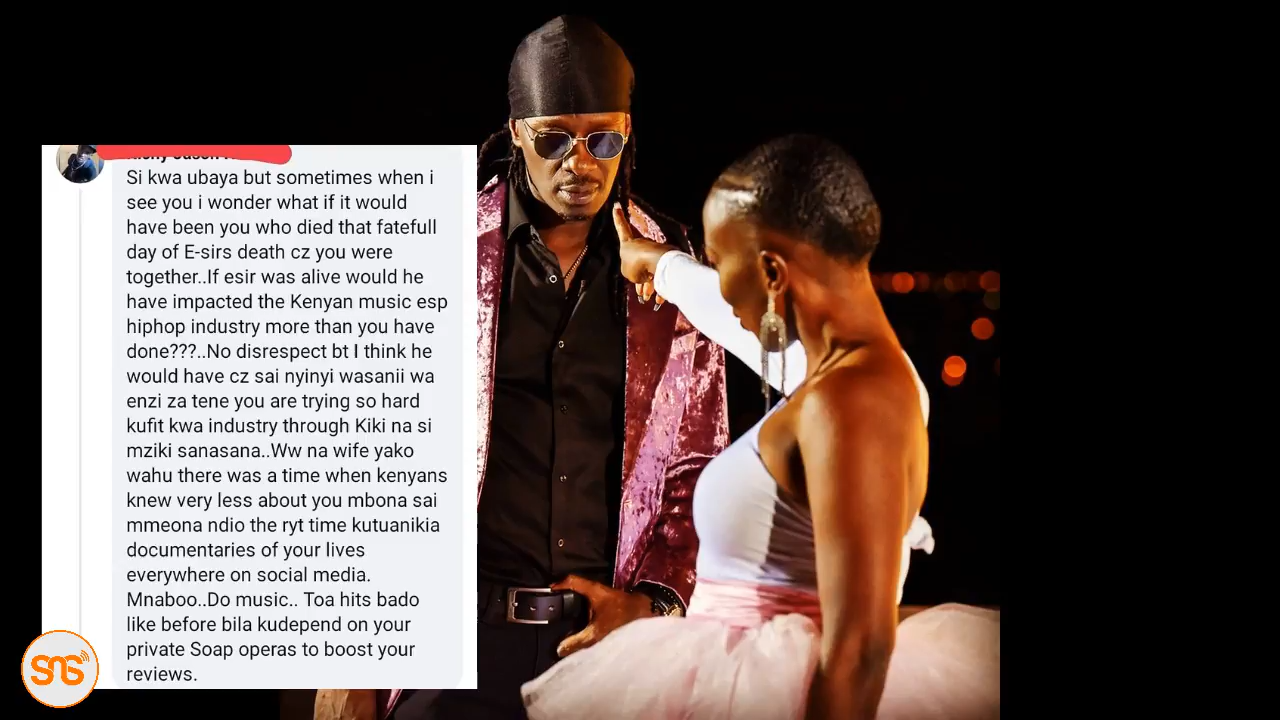 Si kwa ubaya but sometimes when i
see you i wonder what if it would
have been you who died that fatefull
day of E-sirs death cz you were
together..If esir was alive would he
have impacted the Kenyan music esp
hiphop industry more than you have
done???..No disrespect bt I think he
would have cz sai nyinyi wasanii wa
enzi za tene you are trying so hard
kufit kwa industry through Kiki na si
mziki sanasana..Ww na wife yako
wahu there was a time when kenyans
knew very less about you mbona sai
mmeona ndio the ryt time kutuanikia
documentaries of your lives
everywhere on social media.
Mnaboo..Do music.. Toa hits bado
like before bila kudepend on your
private Soap operas to boost your
reviews.
SNS